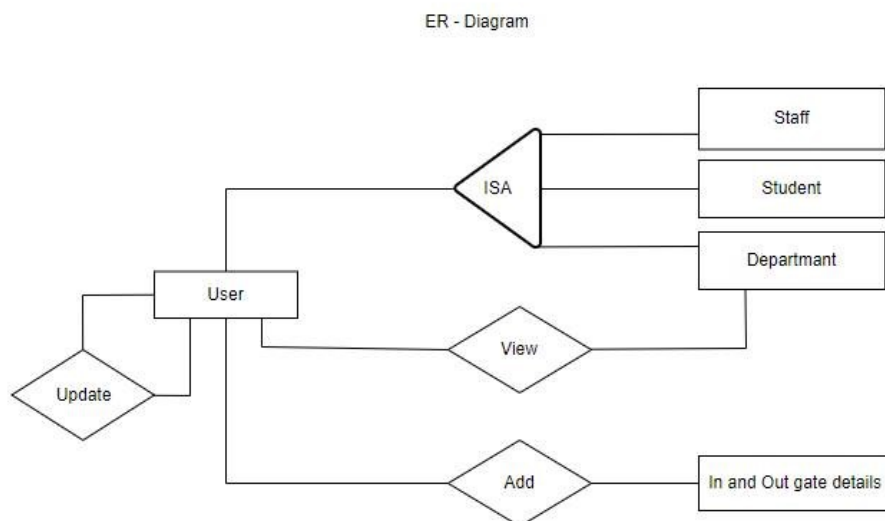 ER - Diagram
Staff
ISA
Student
Departmant
User
View
Update
Add
In and Out gate details